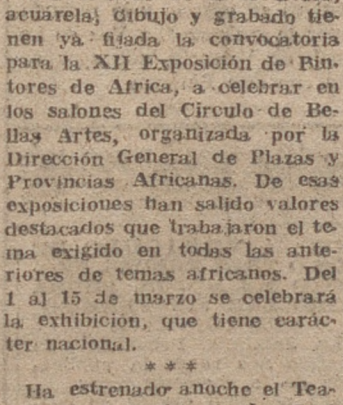 acuarela, dibujo y grabado tie-
nen ya fijada la convocatoria
para la XII Exposición de Pin-
tores de Africa, a celebrar en
los salones del Circulo de Be-
llas Artes, organizada por la
Dirección General de Plazas y
Provincias Africanas. De esas
exposiciones han salido valores
destacados que trabajaron el te-
ma exigido en todas las ante-
riores de temas africanos. Del
1 al 15 de marzo se celebrará
la exhibición, que tiene carác-
ter nacional.
* * *
Ha estrenado anoche el Tea-